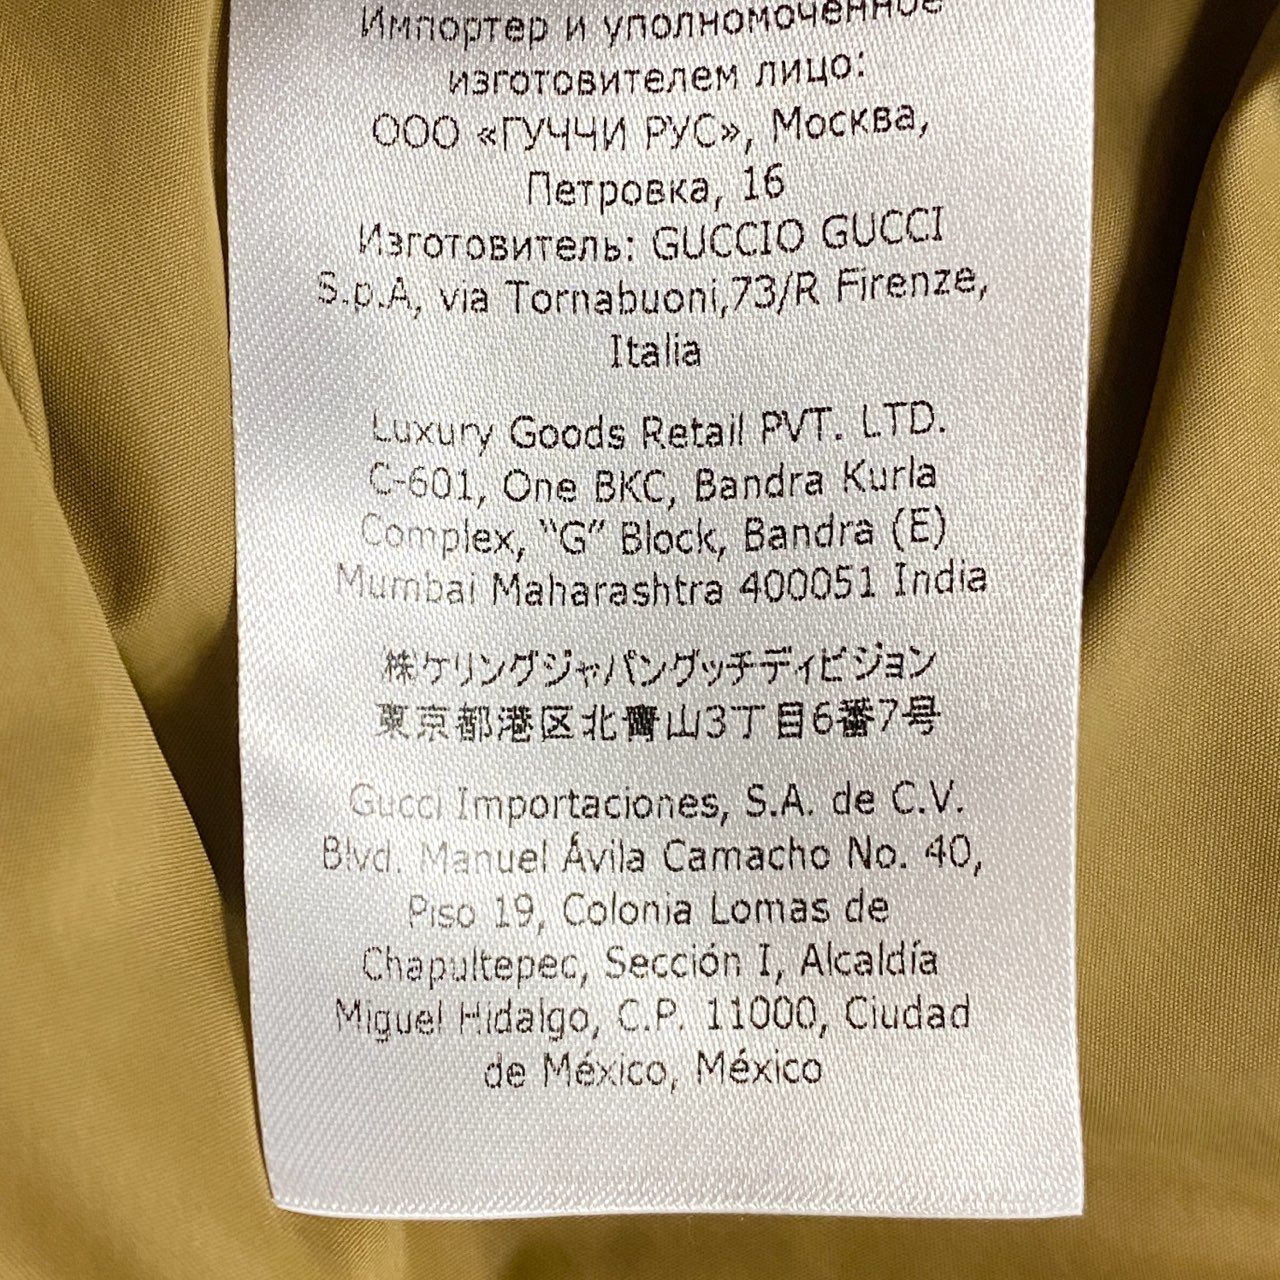 Импортер и уполномоченное
изготовителем лицо:
ООО «ГУЧЧИ РУС», Москва,
Петровка, 16
Изготовитель: GUCCIO GUCCI
S.p.A, via Tornabuoni,73/R Firenze,
Italia
Luxury Goods Retail PVT. LTD.
C-601, One BKC, Bandra Kurla
Complex, “G” Block, Bandra (E)
Mumbai Maharashtra 400051 India
㈱ケリングジャパングッチディビジョン
東京都港区北青山3丁目6番7号
Gucci Importaciones, S.A. de C.V.
Blvd. Manuel Ávila Camacho No. 40,
Piso 19, Colonia Lomas de
Chapultepec, Sección I, Alcaldía
Miguel Hidalgo, C.P. 11000, Ciudad
de México, México